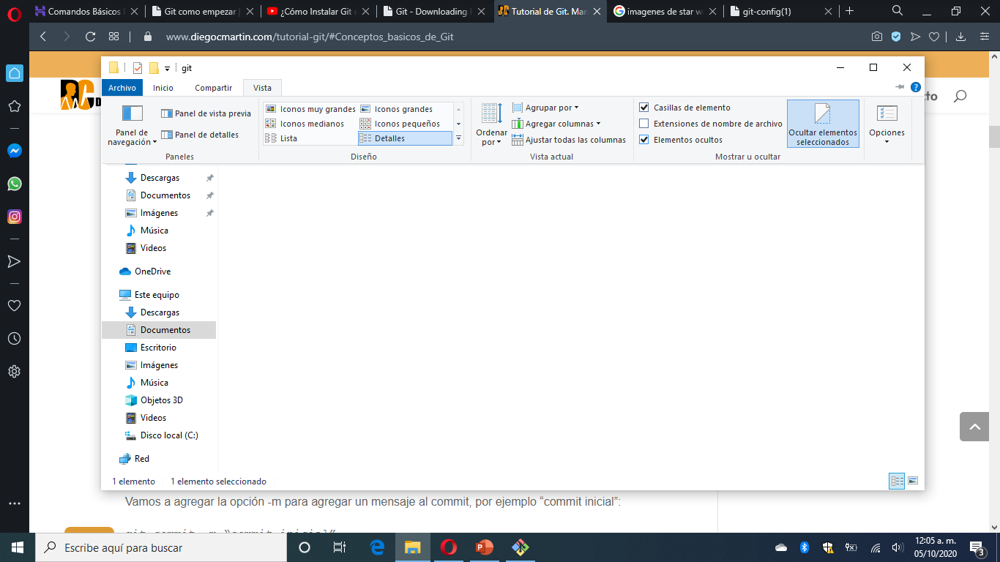 Comandos Básicos
Git como empezar
¿Cómo Instalar Git
Git - Downloading
Tutorial de Git. Man
imagenes de star w
git-config(1)
www.diegocmartin.com/tutorial-git/#Conceptos_basicos_de_Git
git
Archivo
Inicio
Compartir
Vista
Panel de navegación
Panel de vista previa
Panel de detalles
Paneles
Iconos muy grandes
Iconos grandes
Iconos medianos
Iconos pequeños
Lista
Detalles
Diseño
Ordenar por
Agrupar por
Agregar columnas
Ajustar todas las columnas
Vista actual
Casillas de elemento
Extensiones de nombre de archivo
Elementos ocultos
Ocultar elementos seleccionados
Mostrar u ocultar
Opciones
Descargas
Documentos
Imágenes
Música
Videos
OneDrive
Este equipo
Descargas
Documentos
Escritorio
Imágenes
Música
Objetos 3D
Videos
Disco local (C:)
Red
1 elemento
1 elemento seleccionado
Vamos a agregar la opción -m para agregar un mensaje al commit, por ejemplo “commit inicial”:
git commit -m “commit inicial”
Escribe aquí para buscar
12:05 a. m.
05/10/2020
3